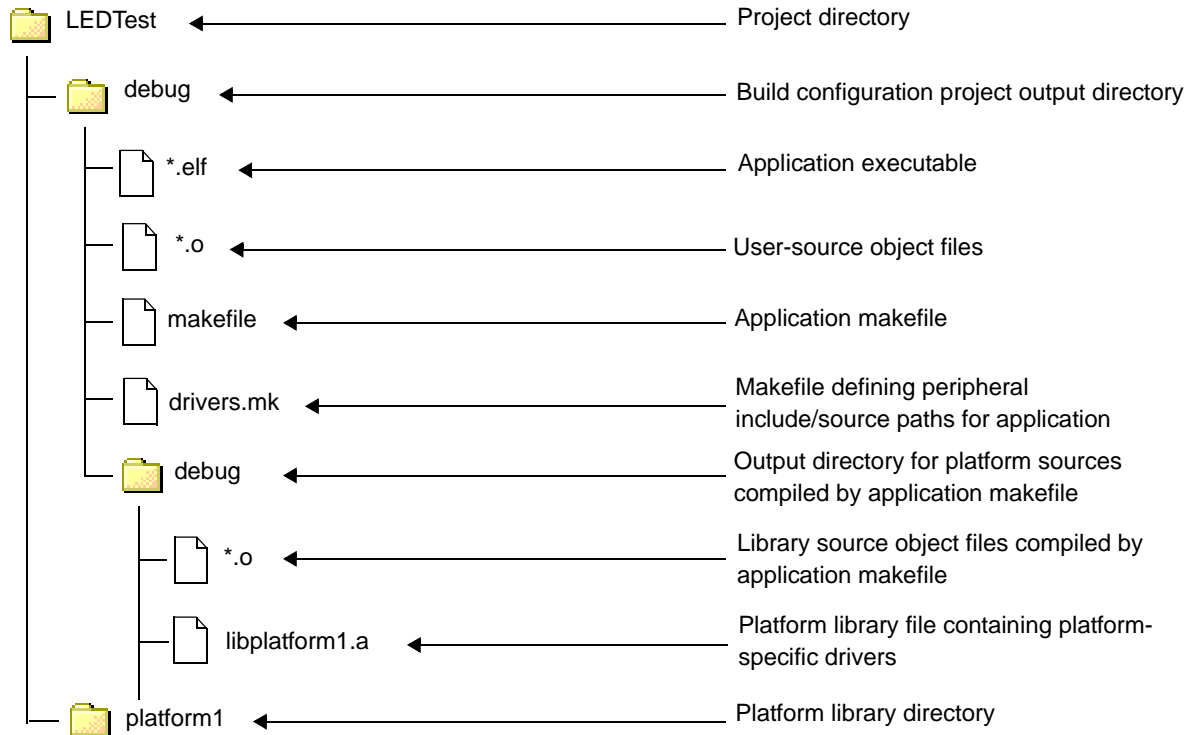 LEDTest
Project directory
debug
Build configuration project output directory
*.elf
Application executable
*.o
User-source object files
makefile
Application makefile
drivers.mk
Makefile defining peripheral
include/source paths for application
debug
Output directory for platform sources
compiled by application makefile
*.o
Library source object files compiled by
application makefile
libplatform1.a
Platform library file containing platform-
specific drivers
platform1
Platform library directory